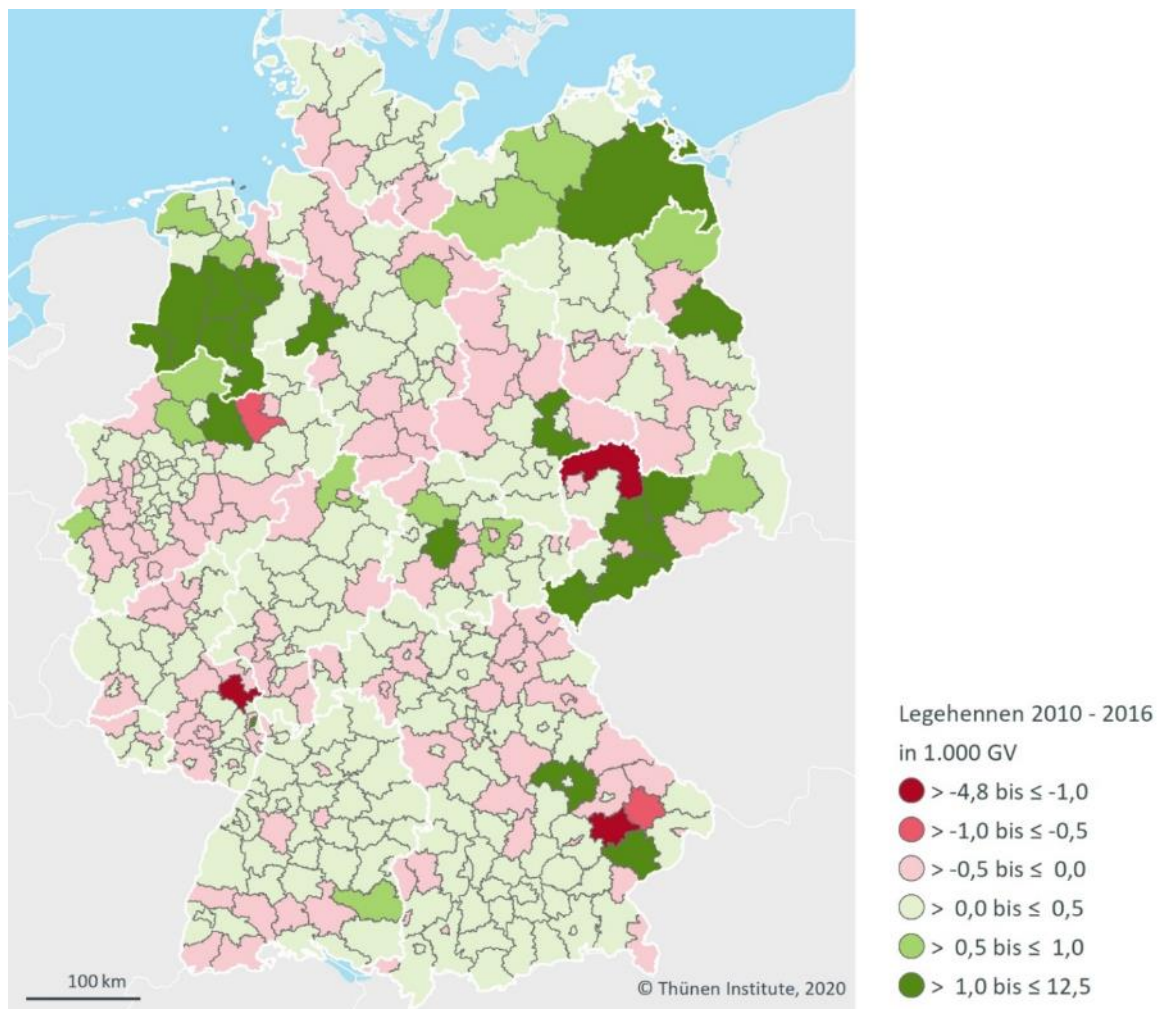 Legehennen 2010 - 2016
in 1.000 GV
> -4,8 bis ≤ -1,0
> -1,0 bis ≤ -0,5
> -0,5 bis ≤ 0,0
> 0,0 bis ≤ 0,5
> 0,5 bis ≤ 1,0
> 1,0 bis ≤ 12,5
100 km
© Thünen Institute, 2020